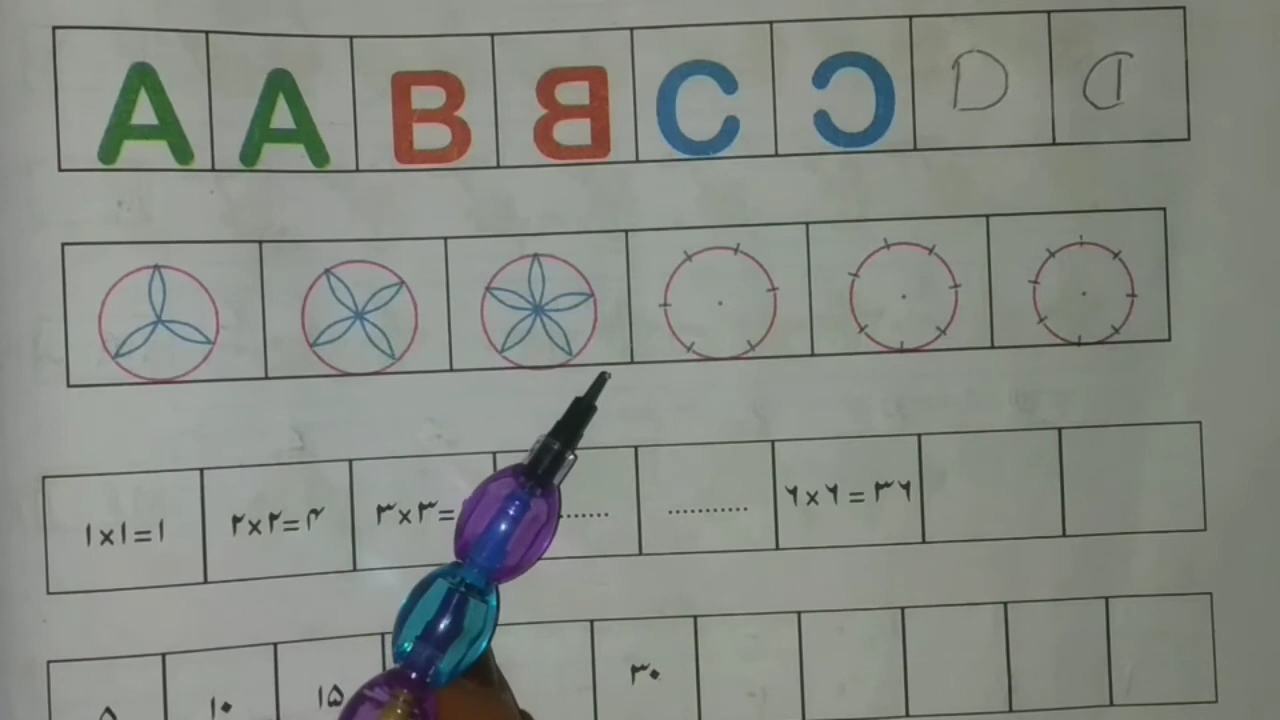 A A B B C C D D
۱×۱=۱ ۲×۲=۴ ۳×۳= ...... ........... ۶×۶=۳۶
۵ ۱۰ ۱۵ ۳۰